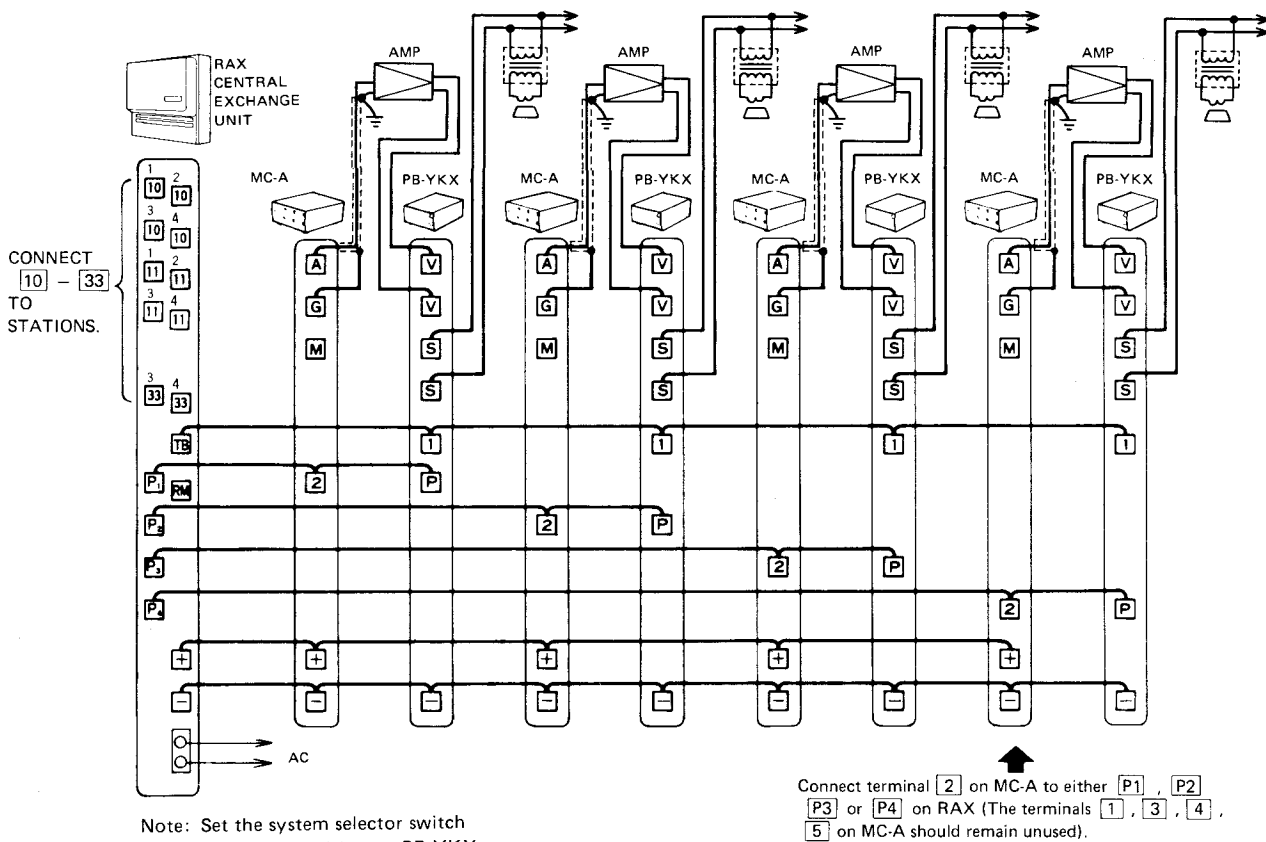 AMP AMP AMP AMP
RAX
CENTRAL
EXCHANGE
UNIT
MC-A PB-YKX MC-A PB-YKX MC-A PB-YKX MC-A PB-YKX
1 2
10 10
3 4
10 10
1 2
11 11
3 4
11 11
3 4
33 33
CONNECT
10 – 33
TO
STATIONS.
A V A V A V A V
G V G V G V G V
M S M S M S M S
S S S S
TB 1 1 1 1
P1 RM 2 P
P2 2 P
P3 2 P
P4 2 P
+ + + + +
– – – – – – – – –
AC
Note: Set the system selector switch
Connect terminal 2 on MC-A to either P1 , P2
P3 or P4 on RAX (The terminals 1 , 3 , 4 ,
5 on MC-A should remain unused).